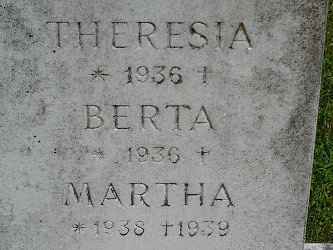 THERESIA
* 1936 †
BERTA
* 1936 †
MARTHA
*1938 †1939